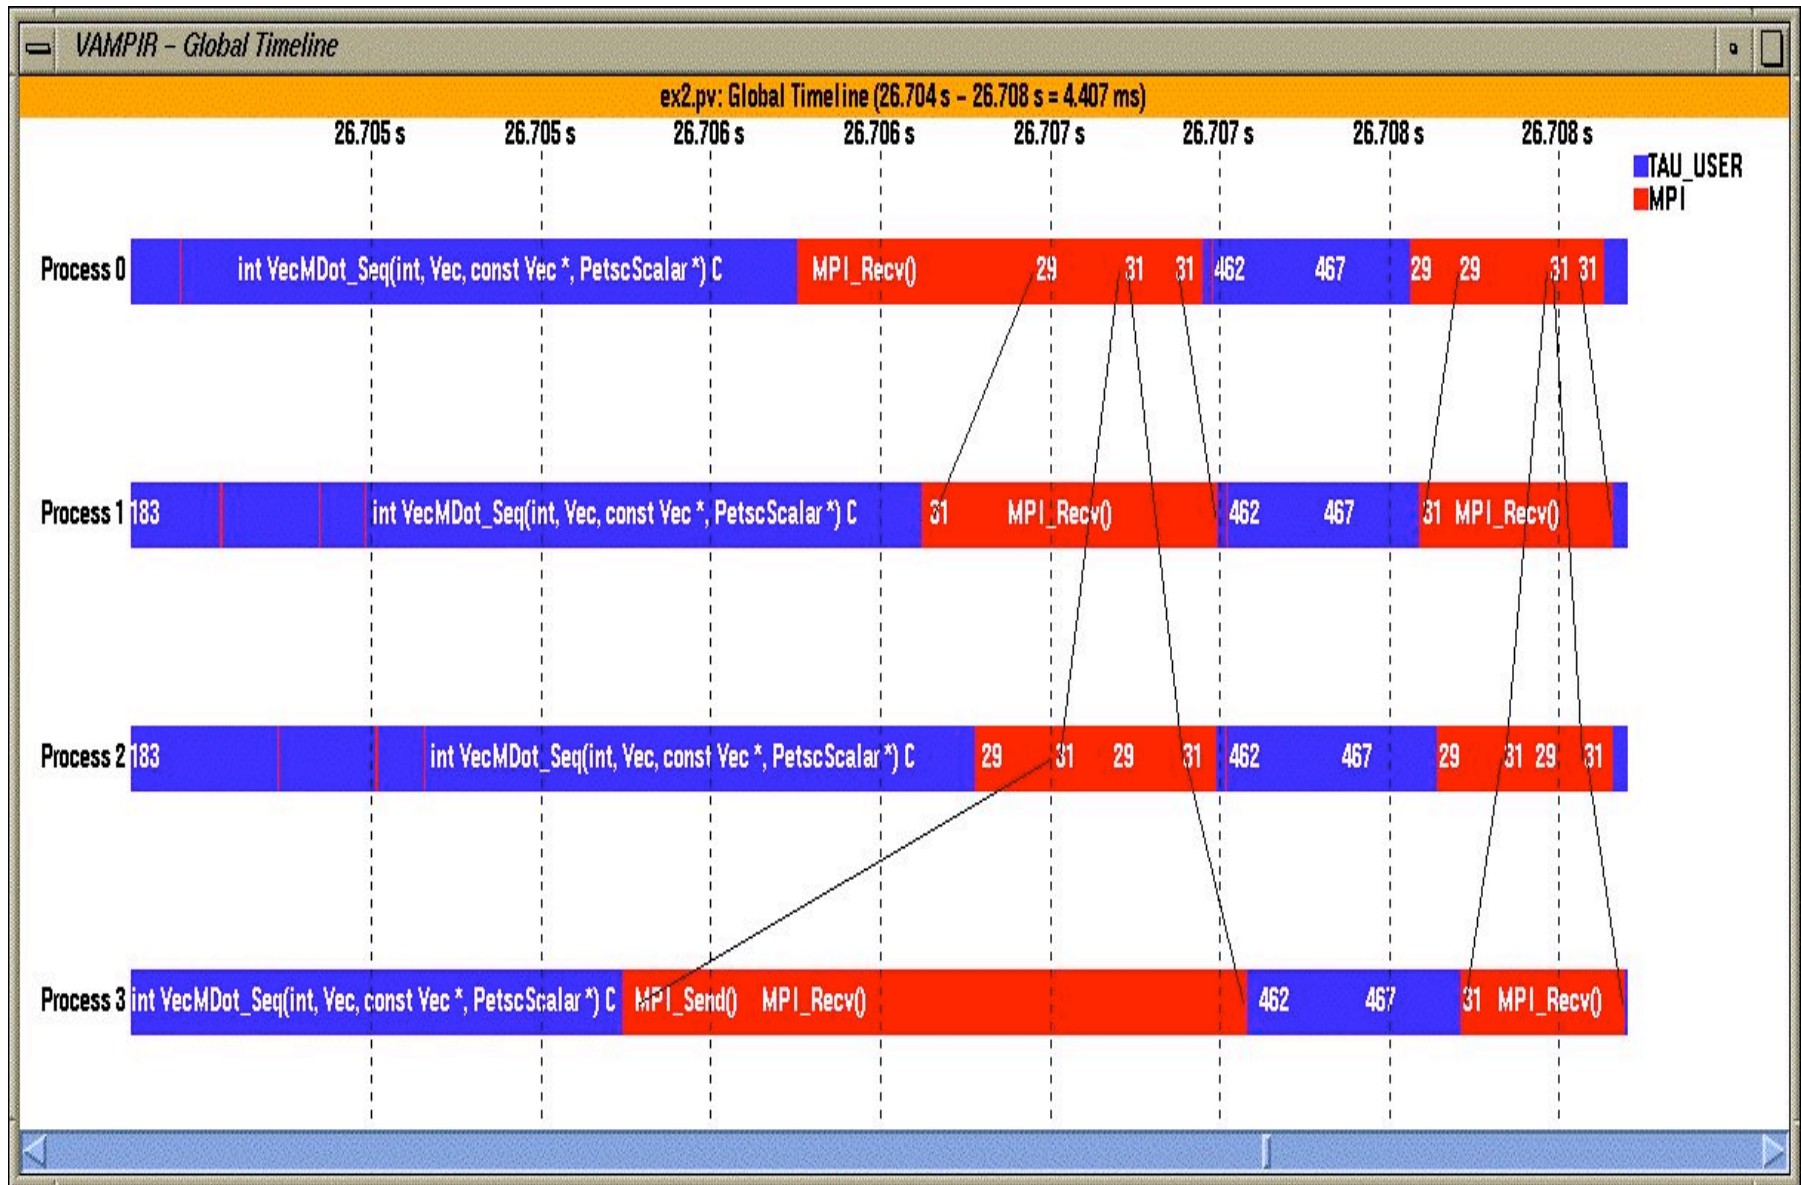 VAMPIR – Global Timeline
ex2.pv: Global Timeline (26.704 s – 26.708 s = 4.407 ms)
26.705 s 26.705 s 26.706 s 26.706 s 26.707 s 26.707 s 26.708 s 26.708 s
TAU_USER
MPI
Process 0 int VecMDot_Seq(int, Vec, const Vec *, PetscScalar *) C MPI_Recv() 29 31 31 462 467 29 29 31 31
Process 1 183 int VecMDot_Seq(int, Vec, const Vec *, PetscScalar *) C 31 MPI_Recv() 462 467 31 MPI_Recv()
Process 2 183 int VecMDot_Seq(int, Vec, const Vec *, PetscScalar *) C 29 31 29 31 462 467 29 31 29 31
Process 3 int VecMDot_Seq(int, Vec, const Vec *, PetscScalar *) C MPI_Send() MPI_Recv() 462 467 31 MPI_Recv()